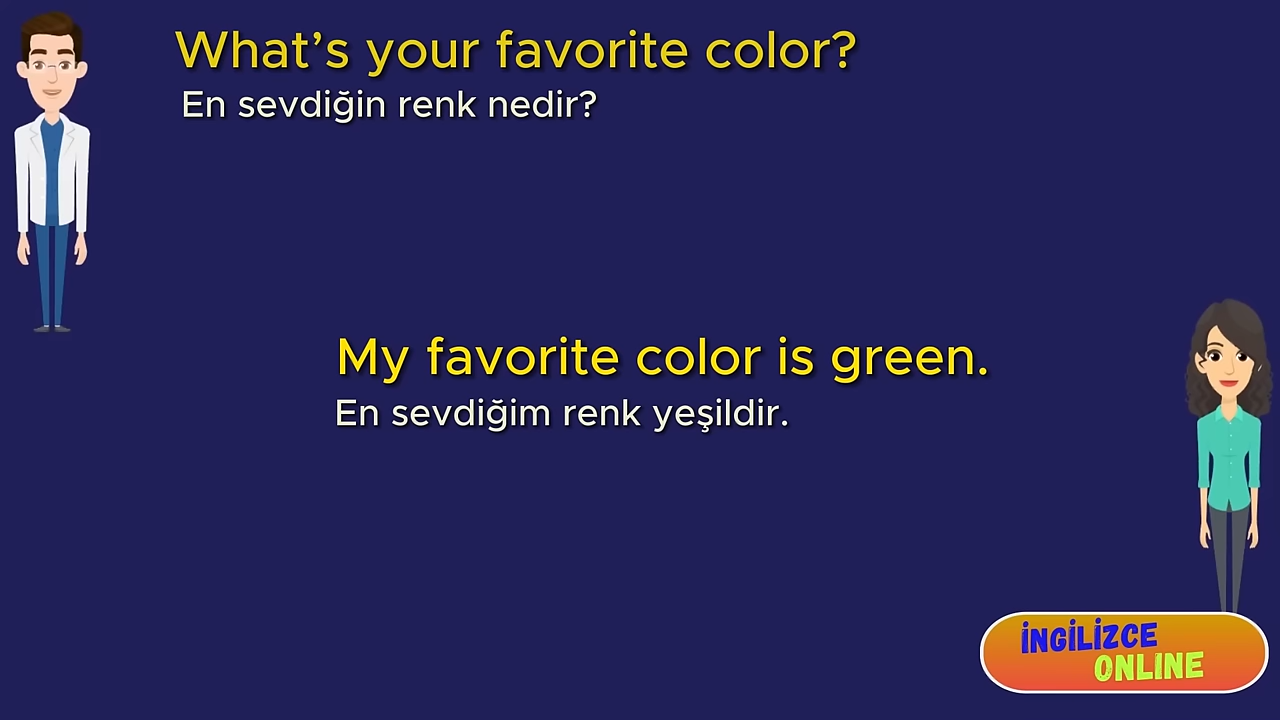 What's your favorite color?
En sevdiğin renk nedir?
My favorite color is green.
En sevdiğim renk yeşildir.
İNGİLİZCE
ONLINE